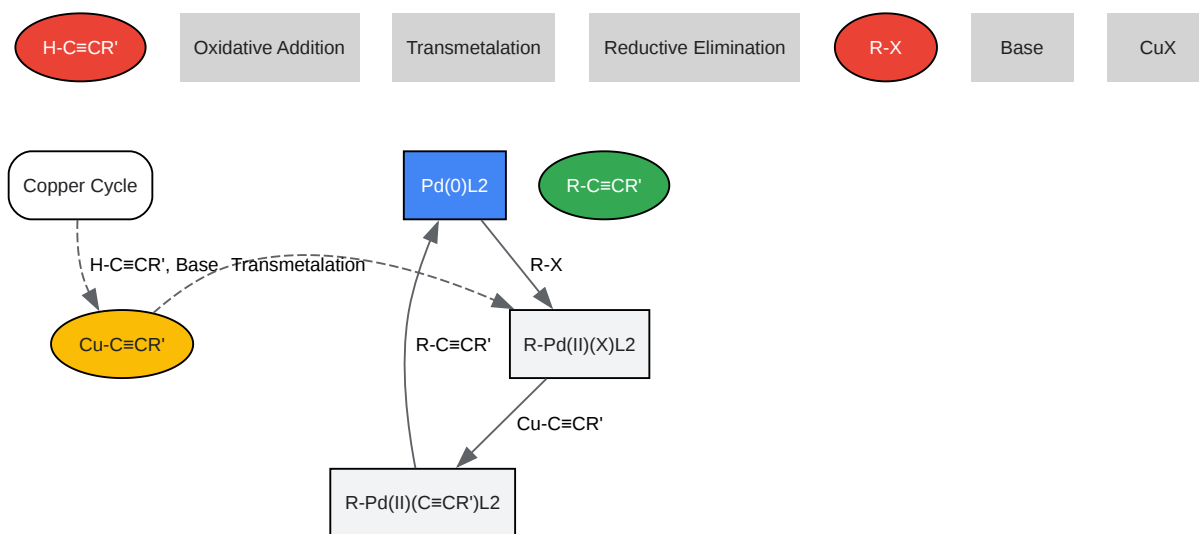 H-C≡CR'
Oxidative Addition
Transmetalation
Reductive Elimination
R-X
Base
CuX
Copper Cycle
Pd(0)L2
R-C≡CR'
H-C≡CR', Base
Transmetalation
R-X
Cu-C≡CR'
R-C≡CR'
R-Pd(II)(X)L2
Cu-C≡CR'
R-Pd(II)(C≡CR')L2